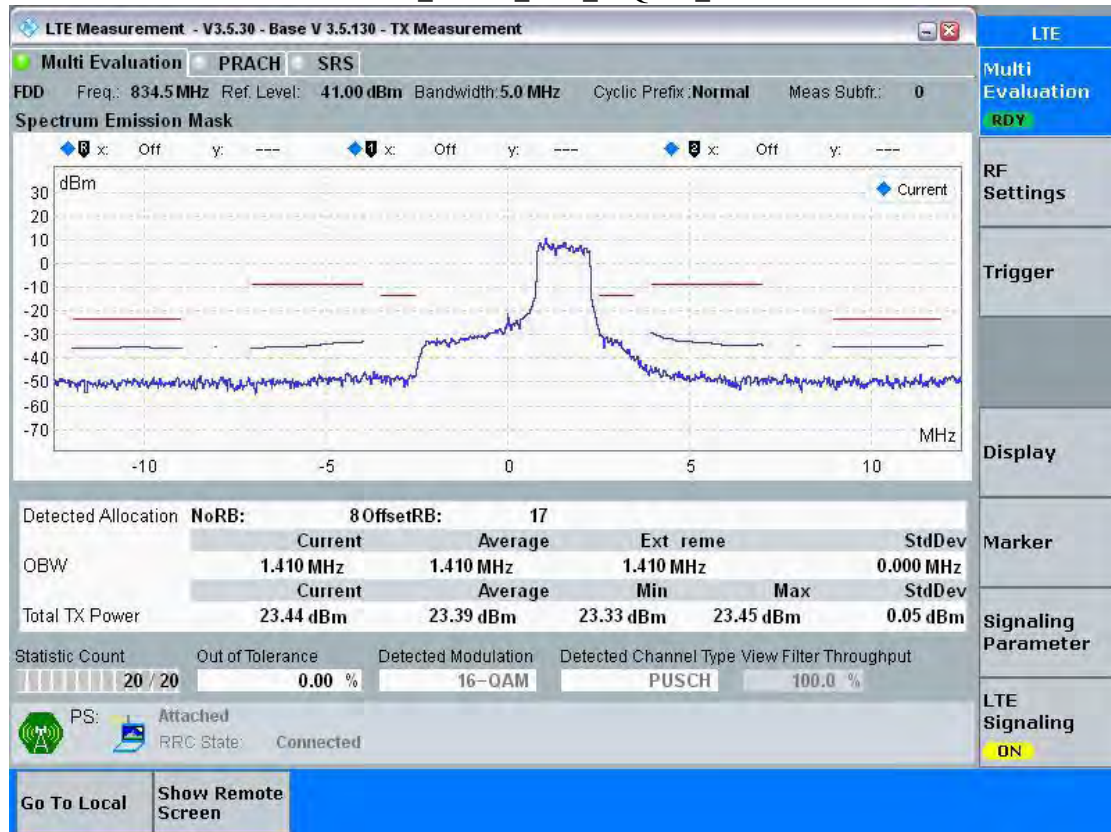 LTE Measurement - V3.5.30 - Base V 3.5.130 - TX Measurement
LTE
Multi Evaluation PRACH SRS
Multi Evaluation
RDY
FDD Freq.: 834.5 MHz Ref. Level: 41.00 dBm Bandwidth: 5.0 MHz Cyclic Prefix: Normal Meas Subfr.: 0
Spectrum Emission Mask
R x: Off y: --- 1 x: Off y: --- 2 x: Off y: ---
dBm
Current
30
20
10
0
-10
-20
-30
-40
-50
-60
-70
MHz
-10 -5 0 5 10
RF Settings
Trigger
Display
Marker
Signaling Parameter
LTE Signaling
ON
Detected Allocation NoRB: 8 OffsetRB: 17
Current Average Ext reme StdDev
OBW 1.410 MHz 1.410 MHz 1.410 MHz 0.000 MHz
Current Average Min Max StdDev
Total TX Power 23.44 dBm 23.39 dBm 23.33 dBm 23.45 dBm 0.05 dBm
Statistic Count Out of Tolerance Detected Modulation Detected Channel Type View Filter Throughput
20 / 20 0.00 % 16-QAM PUSCH 100.0 %
PS: Attached
RRC State: Connected
Go To Local
Show Remote Screen